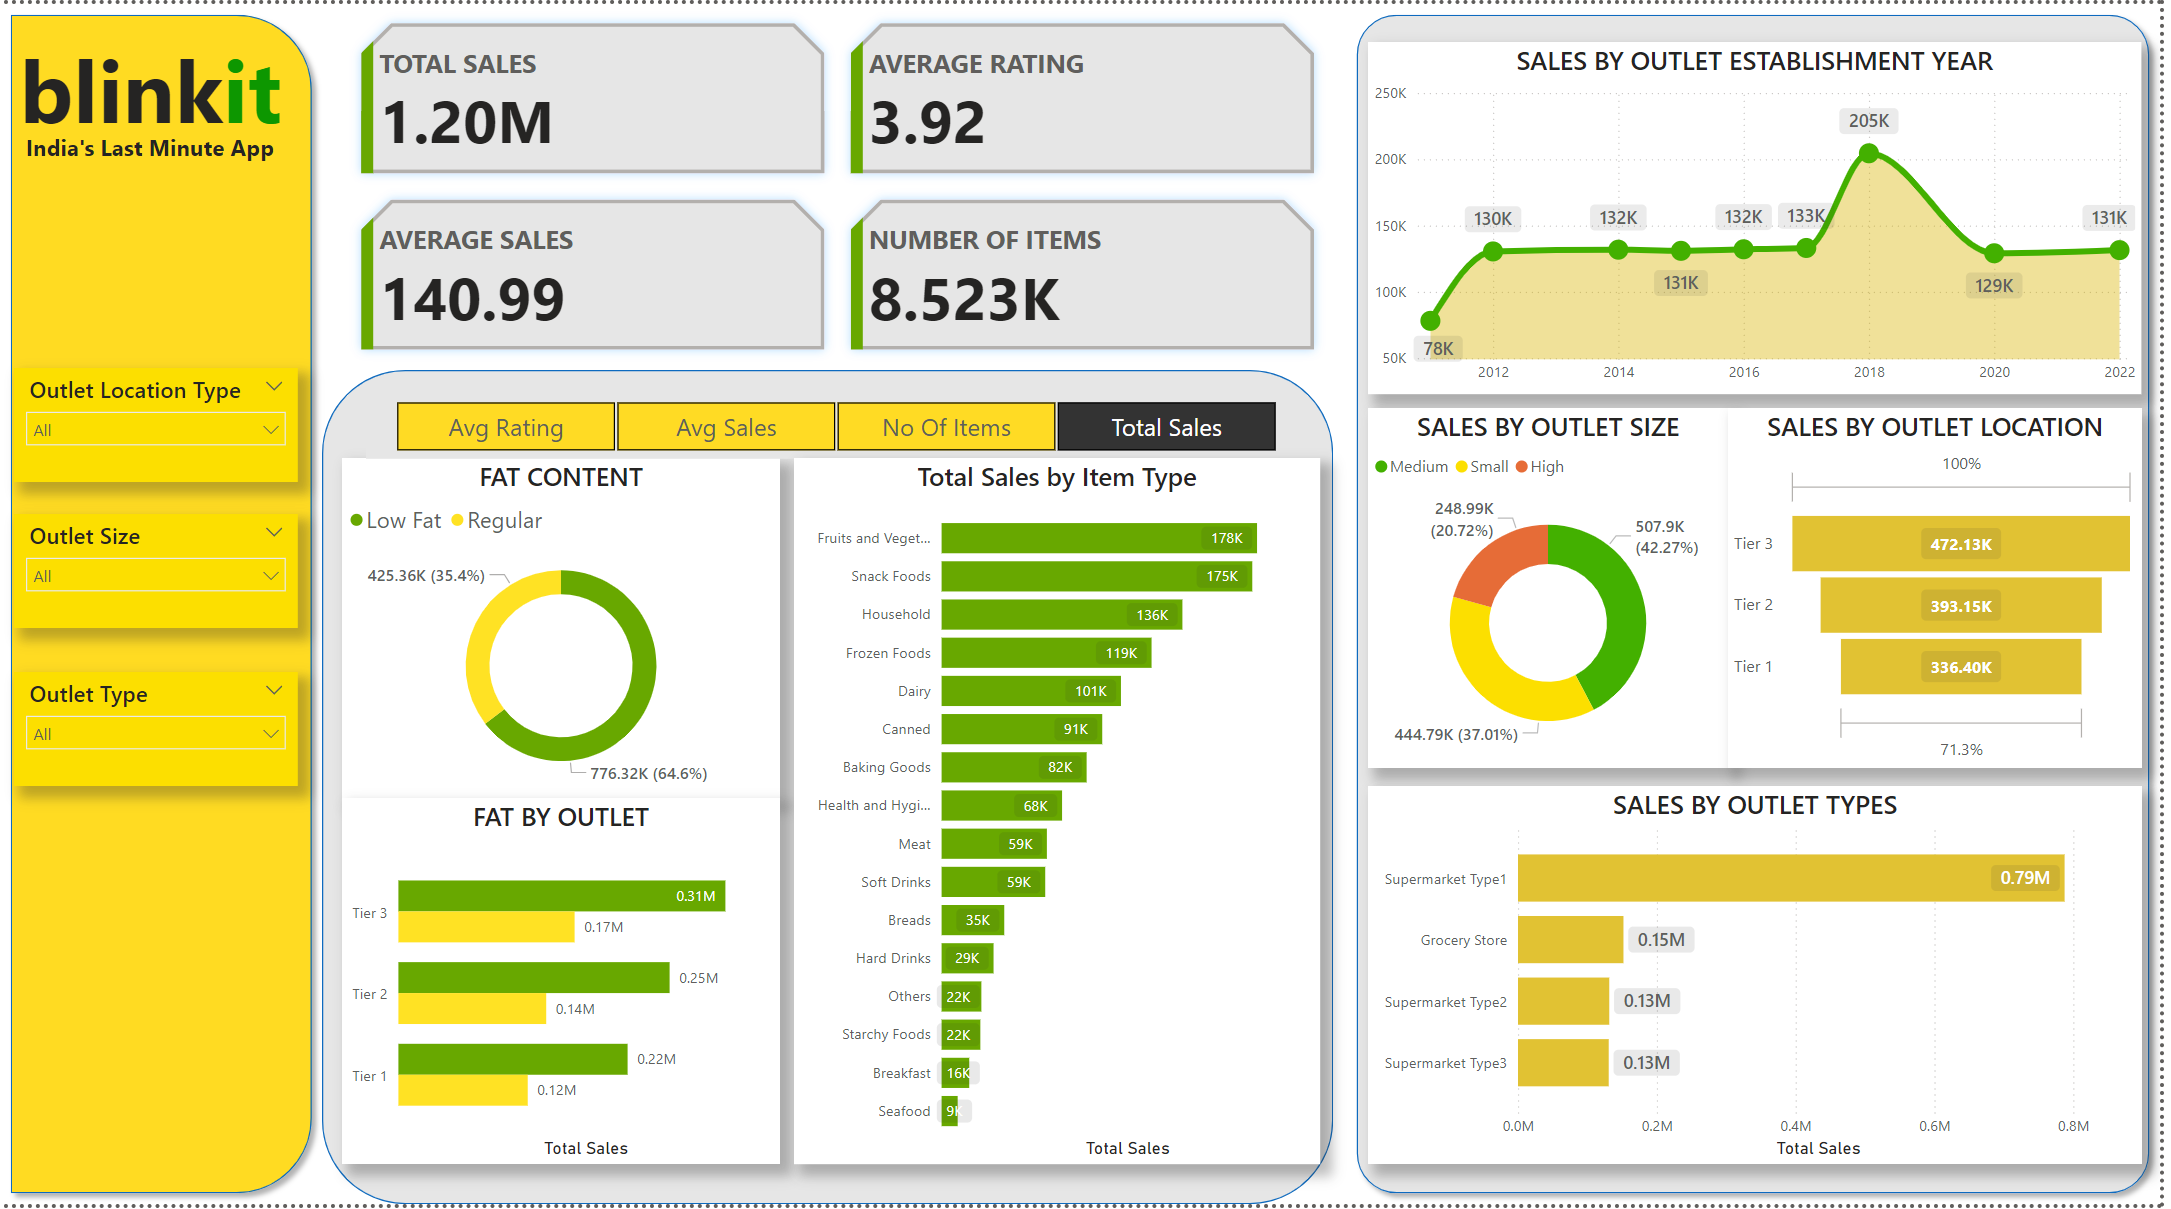 blinkit
India's Last Minute App
Outlet Location Type
All
Outlet Size
All
Outlet Type
All
TOTAL SALES
1.20M
AVERAGE RATING
3.92
AVERAGE SALES
140.99
NUMBER OF ITEMS
8.523K
Avg Rating
Avg Sales
No Of Items
Total Sales
FAT CONTENT
Low Fat
Regular
425.36K (35.4%)
776.32K (64.6%)
FAT BY OUTLET
Tier 3
0.31M
0.17M
Tier 2
0.25M
0.14M
Tier 1
0.22M
0.12M
Total Sales
Total Sales by Item Type
Fruits and Veget... 178K
Snack Foods 175K
Household 136K
Frozen Foods 119K
Dairy 101K
Canned 91K
Baking Goods 82K
Health and Hygi... 68K
Meat 59K
Soft Drinks 59K
Breads 35K
Hard Drinks 29K
Others 22K
Starchy Foods 22K
Breakfast 16K
Seafood 9K
Total Sales
SALES BY OUTLET ESTABLISHMENT YEAR
250K
200K
150K
100K
50K
78K
130K
132K
131K
132K
133K
205K
129K
131K
2012 2014 2016 2018 2020 2022
SALES BY OUTLET SIZE
Medium Small High
248.99K
(20.72%)
507.9K
(42.27%)
444.79K (37.01%)
SALES BY OUTLET LOCATION
100%
Tier 3 472.13K
Tier 2 393.15K
Tier 1 336.40K
71.3%
SALES BY OUTLET TYPES
Supermarket Type1 0.79M
Grocery Store 0.15M
Supermarket Type2 0.13M
Supermarket Type3 0.13M
0.0M 0.2M 0.4M 0.6M 0.8M
Total Sales